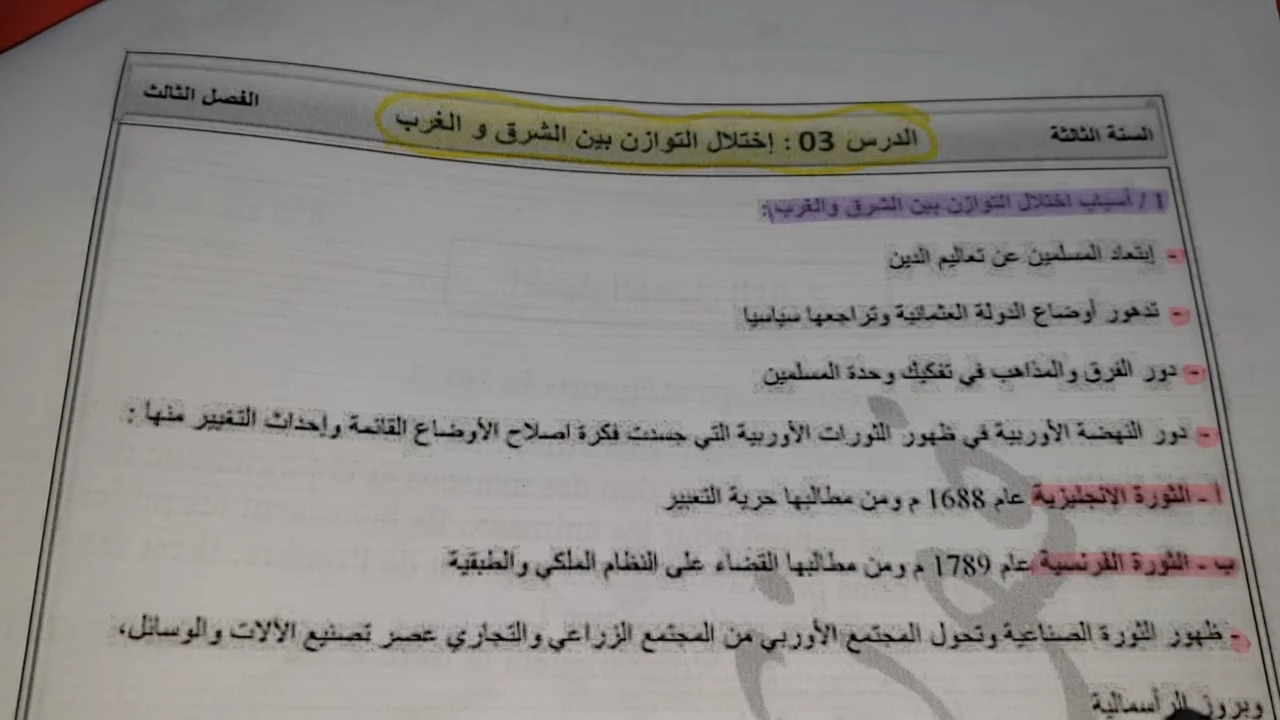 السنة الثالثة
الدرس 03 : إختلال التوازن بين الشرق و الغرب
الفصل الثالث
1 / أسباب اختلال التوازن بين الشرق والغرب:
- إبتعاد المسلمين عن تعاليم الدين
- تدهور أوضاع الدولة العثمانية وتراجعها سياسيا
- دور الفرق والمذاهب في تفكيك وحدة المسلمين
- دور النهضة الأوربية في ظهور الثورات الأوربية التي جسدت فكرة اصلاح الأوضاع القائمة وإحداث التغيير منها :
أ - الثورة الإنجليزية عام 1688 م ومن مطالبها حرية التعبير
ب - الثورة الفرنسية عام 1789 م ومن مطالبها القضاء على النظام الملكي والطبقية
- ظهور الثورة الصناعية وتحول المجتمع الأوربي من المجتمع الزراعي والتجاري عصر تصنيع الآلات والوسائل،
وبروز الرأسمالية